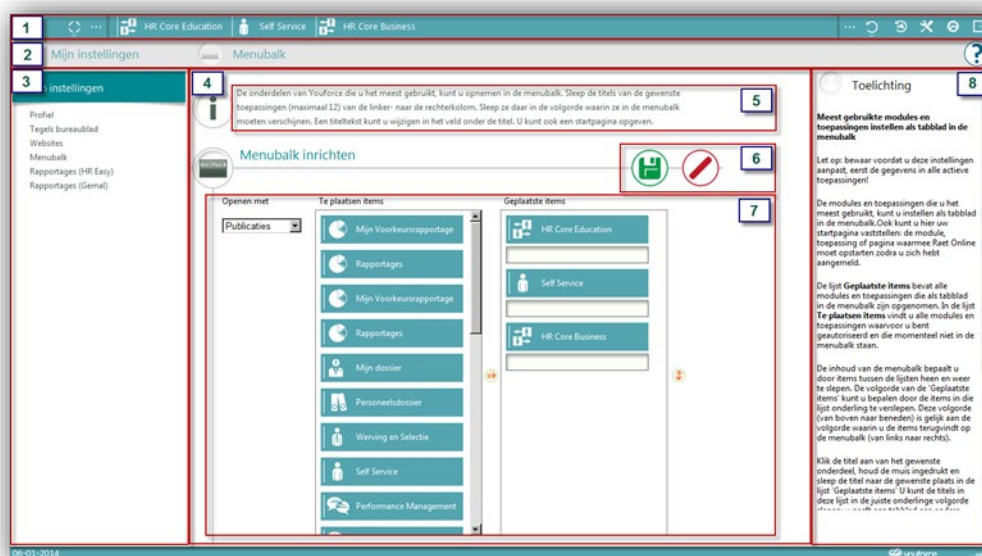 1
HR Core Education
Self Service
HR Core Business
2
Mijn instellingen
Menubalk
?
3
instellingen
Profiel
Tegels bureaublad
Websites
Menubalk
Rapportages (HR Easy)
Rapportages (Gemal)
4
De onderdelen van Youforce die u het meest gebruikt, kunt u opnemen in de menubalk. Sleep de titels van de gewenste
toepassingen (maximaal 12) van de linker- naar de rechterkolom. Sleep ze daar in de volgorde waarin ze in de menubalk
moeten verschijnen. Een titeltekst kunt u wijzigen in het veld onder de titel. U kunt ook een startpagina opgeven.
5
Menubalk inrichten
6
7
Openen met
Publicaties
Te plaatsen items
Mijn Voorkeursrapportage
Rapportages
Mijn Voorkeursrapportage
Rapportages
Mijn dossier
Personeelsdossier
Werving en Selectie
Self Service
Performance Management
Geplaatste items
HR Core Education
Self Service
HR Core Business
Toelichting
8
Meest gebruikte modules en
toepassingen instellen als tabblad in de
menubalk
Let op: bewaar voordat u deze instellingen
aanpast, eerst de gegevens in alle actieve
toepassingen!
De modules en toepassingen die u het
meest gebruikt, kunt u instellen als tabblad
in de menubalk.Ook kunt u hier uw
startpagina vaststellen: de module,
toepassing of pagina waarmee Raet Online
moet opstarten zodra u zich hebt
aangemeld.
De lijst Geplaatste items bevat alle
modules en toepassingen die als tabblad
in de menubalk zijn opgenomen. In de lijst
Te plaatsen items vindt u alle modules en
toepassingen waarvoor u bent
geautoriseerd en die momenteel niet in de
menubalk staan.
De inhoud van de menubalk bepaalt u
door items tussen de lijsten heen en weer
te slepen. De volgorde van de 'Geplaatste
items' kunt u bepalen door de items in die
lijst onderling te verslepen. Deze volgorde
(van boven naar beneden) is gelijk aan de
volgorde waarin u de items terugvindt op
de menubalk (van links naar rechts).
Klik de titel aan van het gewenste
onderdeel, houd de muis ingedrukt en
sleep de titel naar de gewenste plaats in de
lijst 'Geplaatste items' U kunt de titels in
deze lijst in de juiste onderlinge volgorde
06-01-2014
youforce